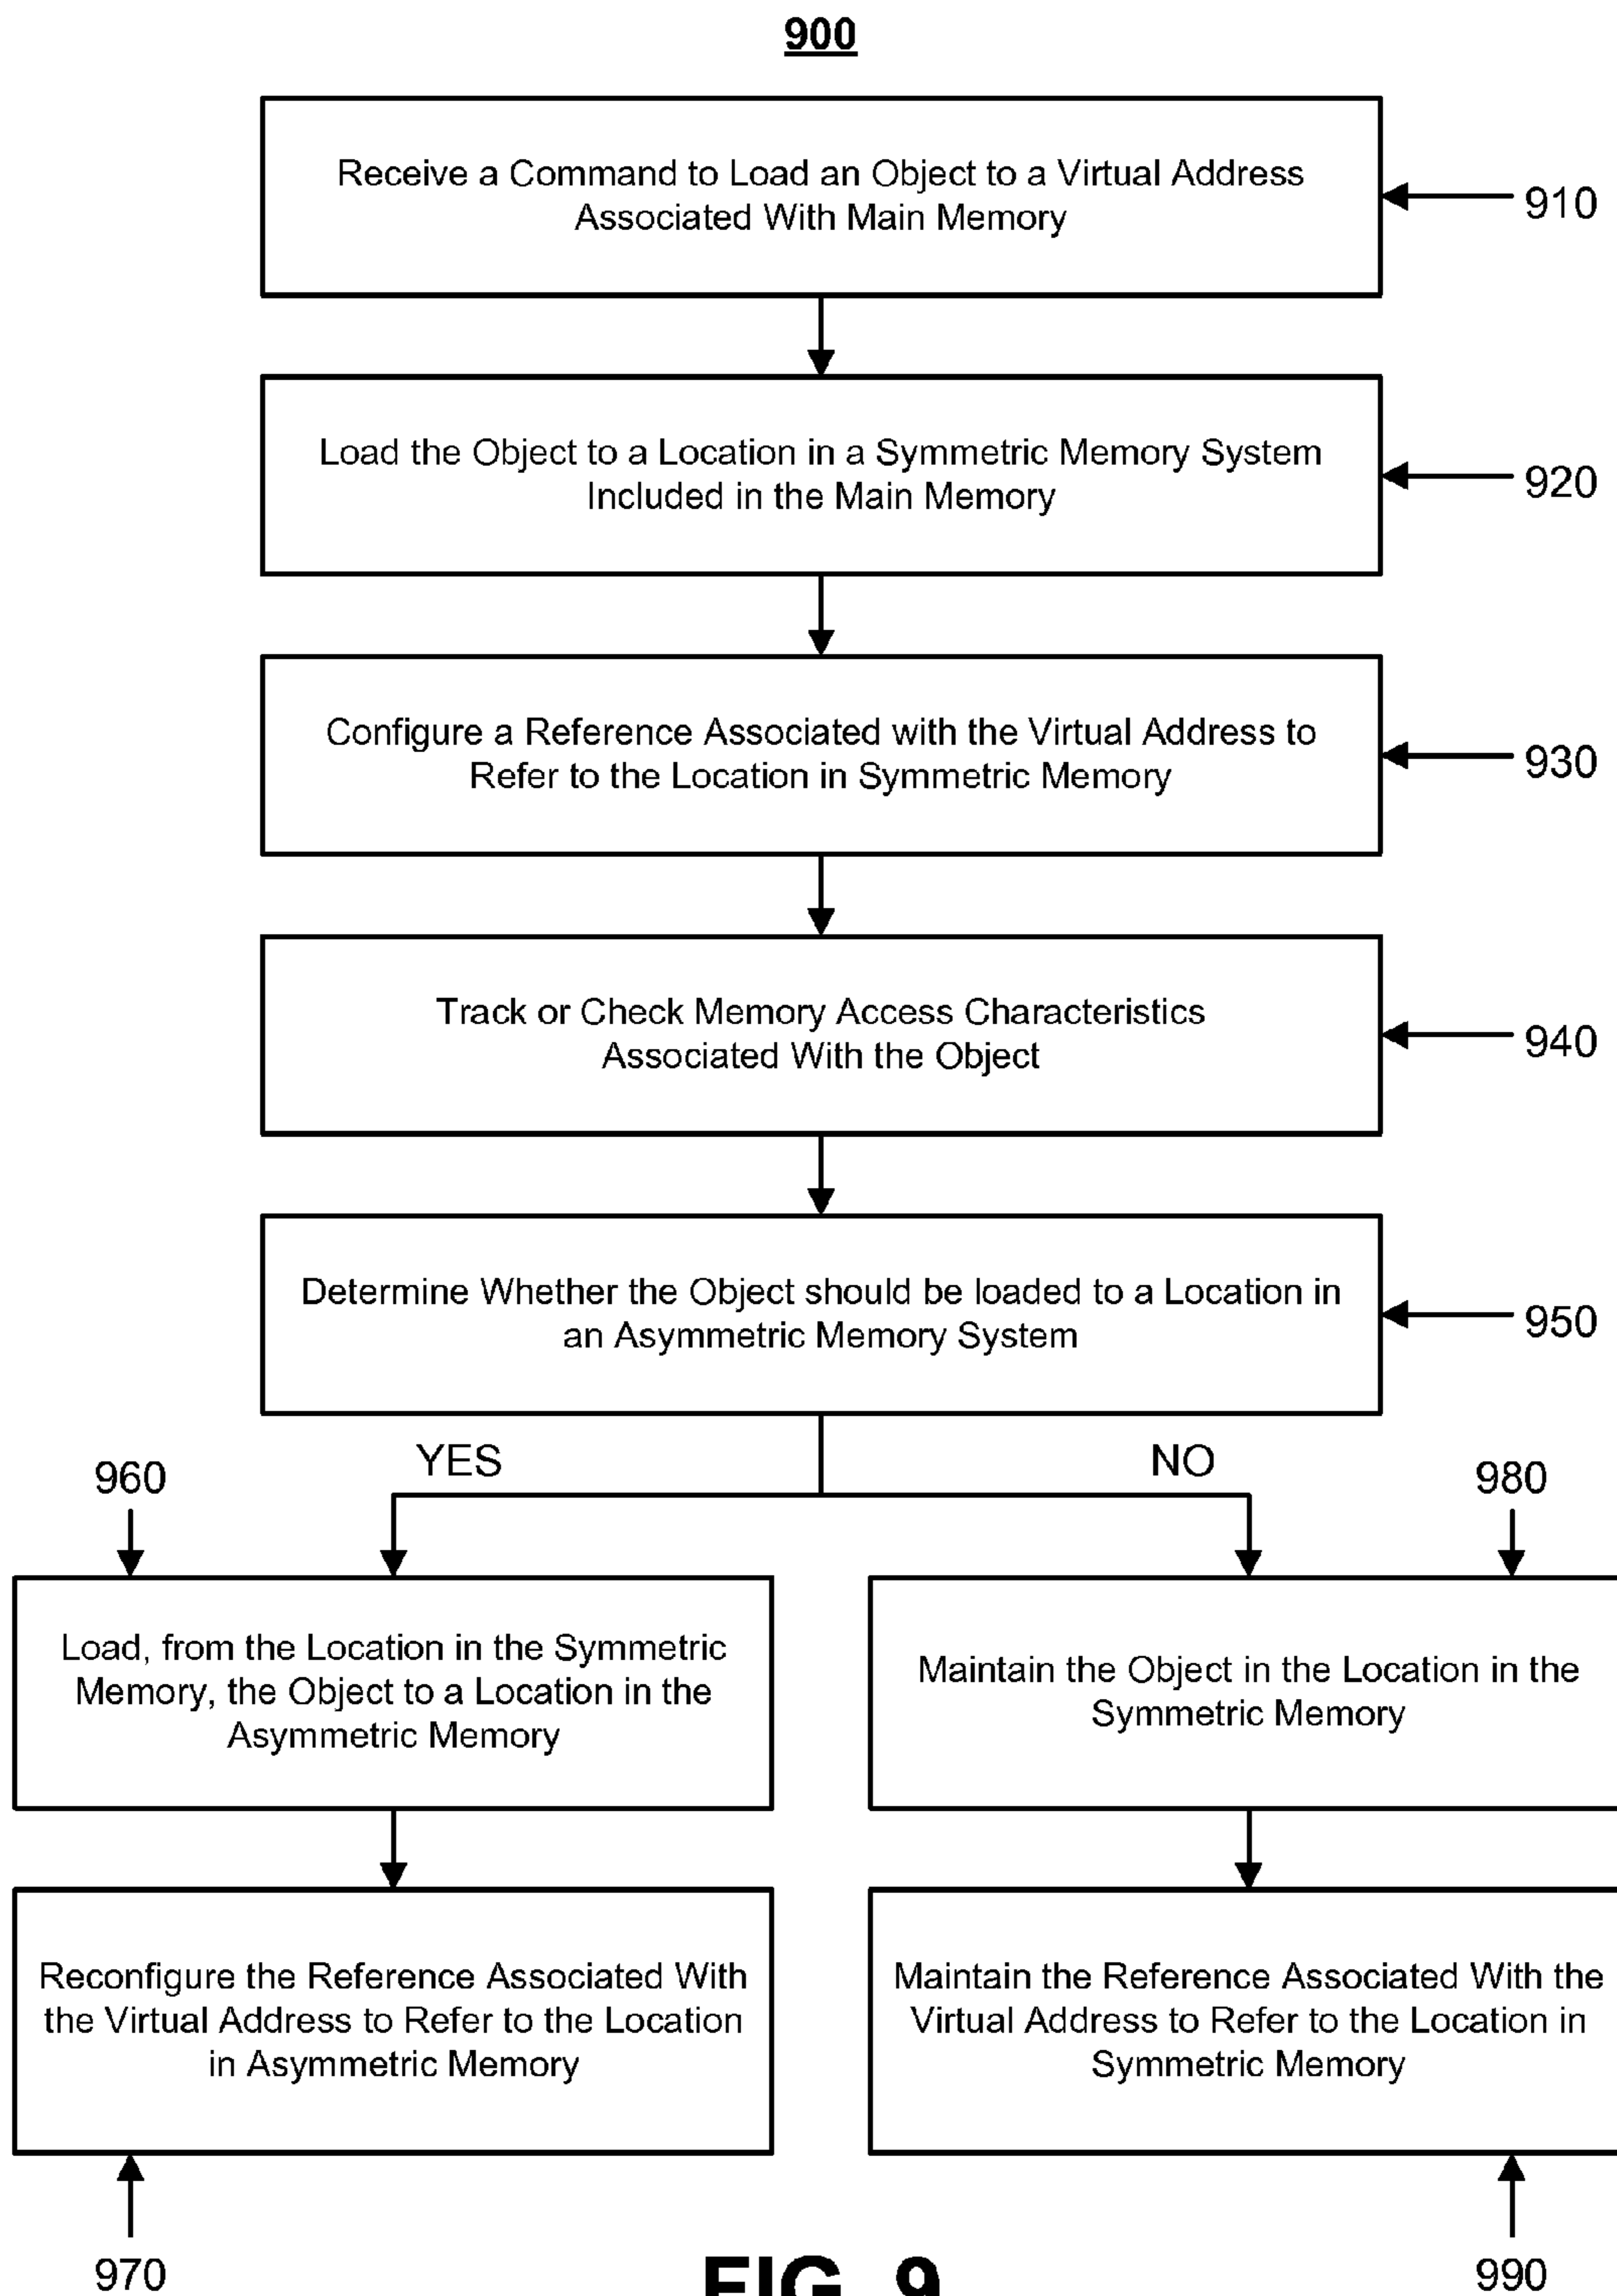 900
Receive a Command to Load an Object to a Virtual Address
Associated With Main Memory
910
Load the Object to a Location in a Symmetric Memory System
Included in the Main Memory
920
Configure a Reference Associated with the Virtual Address to
Refer to the Location in Symmetric Memory
930
Track or Check Memory Access Characteristics
Associated With the Object
940
Determine Whether the Object should be loaded to a Location in
an Asymmetric Memory System
950
YES
NO
960
980
Load, from the Location in the Symmetric
Memory, the Object to a Location in the
Asymmetric Memory
Maintain the Object in the Location in the
Symmetric Memory
Reconfigure the Reference Associated With
the Virtual Address to Refer to the Location
in Asymmetric Memory
Maintain the Reference Associated With the
Virtual Address to Refer to the Location in
Symmetric Memory
970
990
FIG. 9